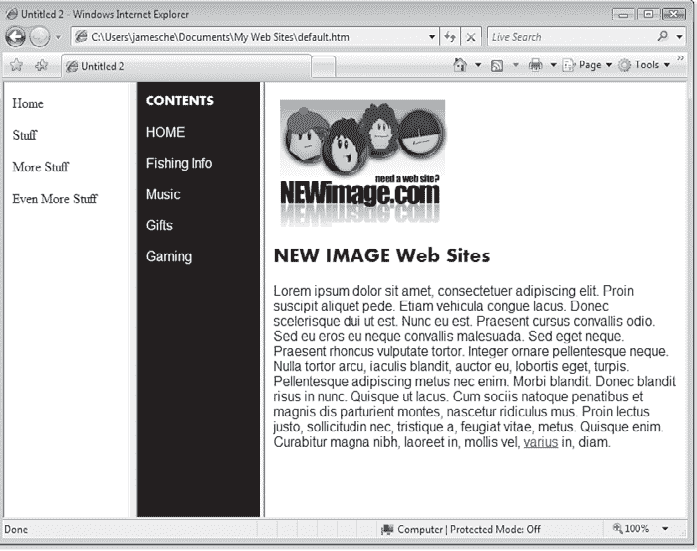 Untitled 2 - Windows Internet Explorer
C:\Users\jamesche\Documents\My Web Sites\default.htm
Live Search
Untitled 2
Page
Tools
Home
Stuff
More Stuff
Even More Stuff
CONTENTS
HOME
Fishing Info
Music
Gifts
Gaming
need a web site?
NEWimage.com
NEW IMAGE Web Sites
Lorem ipsum dolor sit amet, consectetuer adipiscing elit. Proin
suscipit aliquet pede. Etiam vehicula congue lacus. Donec
scelerisque dui ut est. Nunc eu est. Praesent cursus convallis odio.
Sed eu eros eu neque convallis malesuada. Sed eget neque.
Praesent rhoncus vulputate tortor. Integer ornare pellentesque neque.
Nulla tortor arcu, iaculis blandit, auctor eu, lobortis eget, turpis.
Pellentesque adipiscing metus nec enim. Morbi blandit. Donec blandit
risus in nunc. Quisque ut lacus. Cum sociis natoque penatibus et
magnis dis parturient montes, nascetur ridiculus mus. Proin lectus
justo, sollicitudin nec, tristique a, feugiat vitae, metus. Quisque enim.
Curabitur magna nibh, laoreet in, mollis vel, varius in, diam.
Done
Computer | Protected Mode: Off
100%